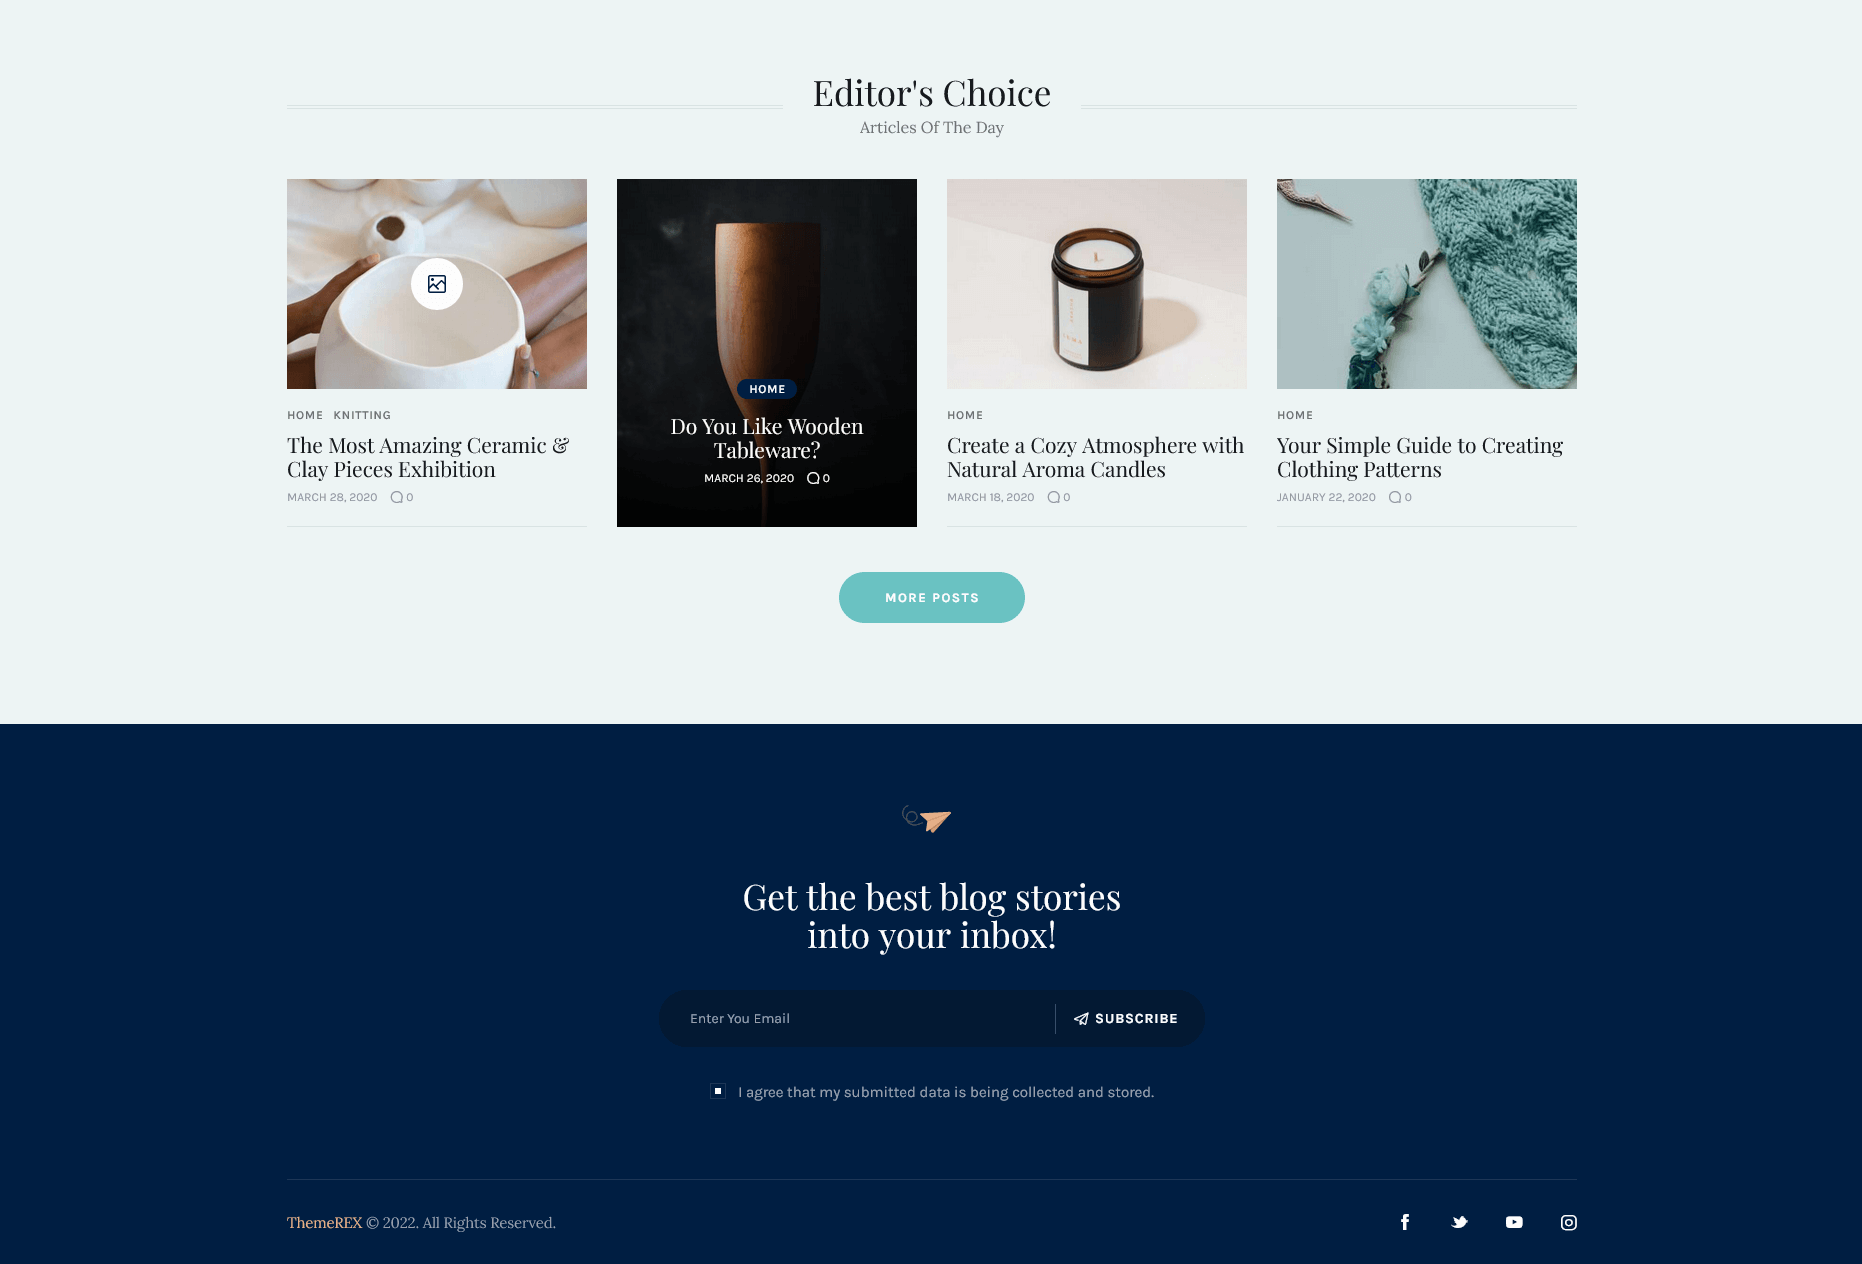 Editor's Choice
Articles Of The Day
HOME KNITTING
The Most Amazing Ceramic &
Clay Pieces Exhibition
MARCH 28, 2020 0
HOME
Do You Like Wooden
Tableware?
MARCH 26, 2020 0
HOME
Create a Cozy Atmosphere with
Natural Aroma Candles
MARCH 18, 2020 0
HOME
Your Simple Guide to Creating
Clothing Patterns
JANUARY 22, 2020 0
MORE POSTS
Get the best blog stories
into your inbox!
Enter You Email
SUBSCRIBE
I agree that my submitted data is being collected and stored.
ThemeREX © 2022. All Rights Reserved.